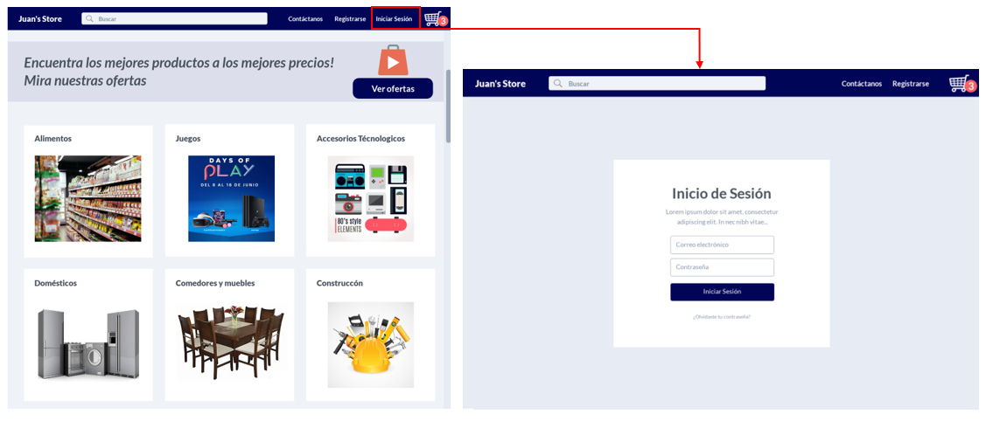 Juan's Store
Buscar
Contáctanos
Registrarse
Iniciar Sesión
3
Encuentra los mejores productos a los mejores precios!
Mira nuestras ofertas
Ver ofertas
Alimentos
Juegos
Accesorios Técnologicos
DAYS OF
PLAY
DEL 8 AL 18 DE JUNIO
80's style
ELEMENTS
Domésticos
Comedores y muebles
Construccón
Juan's Store
Buscar
Contáctanos
Registrarse
3
Inicio de Sesión
Lorem ipsum dolor sit amet, consectetur
adipiscing elit. In nec nibh vitae...
Correo electrónico
Contraseña
Iniciar Sesión
¿Olvidaste tu contraseña?